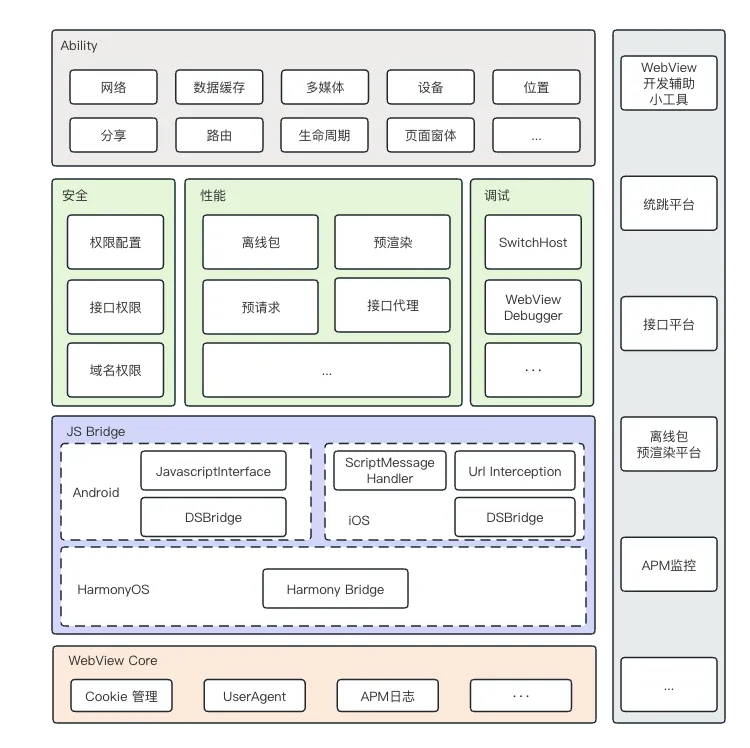 Ability
网络
数据缓存
多媒体
设备
位置
分享
路由
生命周期
页面窗体
...
安全
权限配置
接口权限
域名权限
性能
离线包
预渲染
预请求
接口代理
...
调试
SwitchHost
WebView
Debugger
...
JS Bridge
Android
JavascriptInterface
DSBridge
ScriptMessage
Handler
Url Interception
iOS
DSBridge
HarmonyOS
Harmony Bridge
WebView Core
Cookie 管理
UserAgent
APM日志
...
WebView
开发辅助
小工具
统跳平台
接口平台
离线包
预渲染平台
APM监控
...